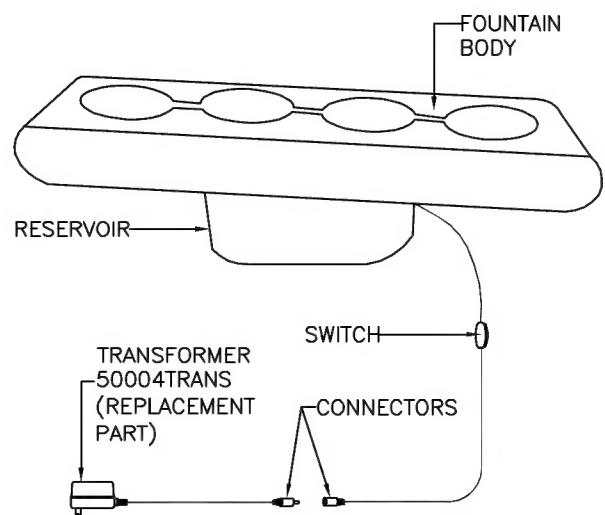 FOUNTAIN
BODY
RESERVOIR
SWITCH
TRANSFORMER
50004TRANS
(REPLACEMENT
PART)
CONNECTORS